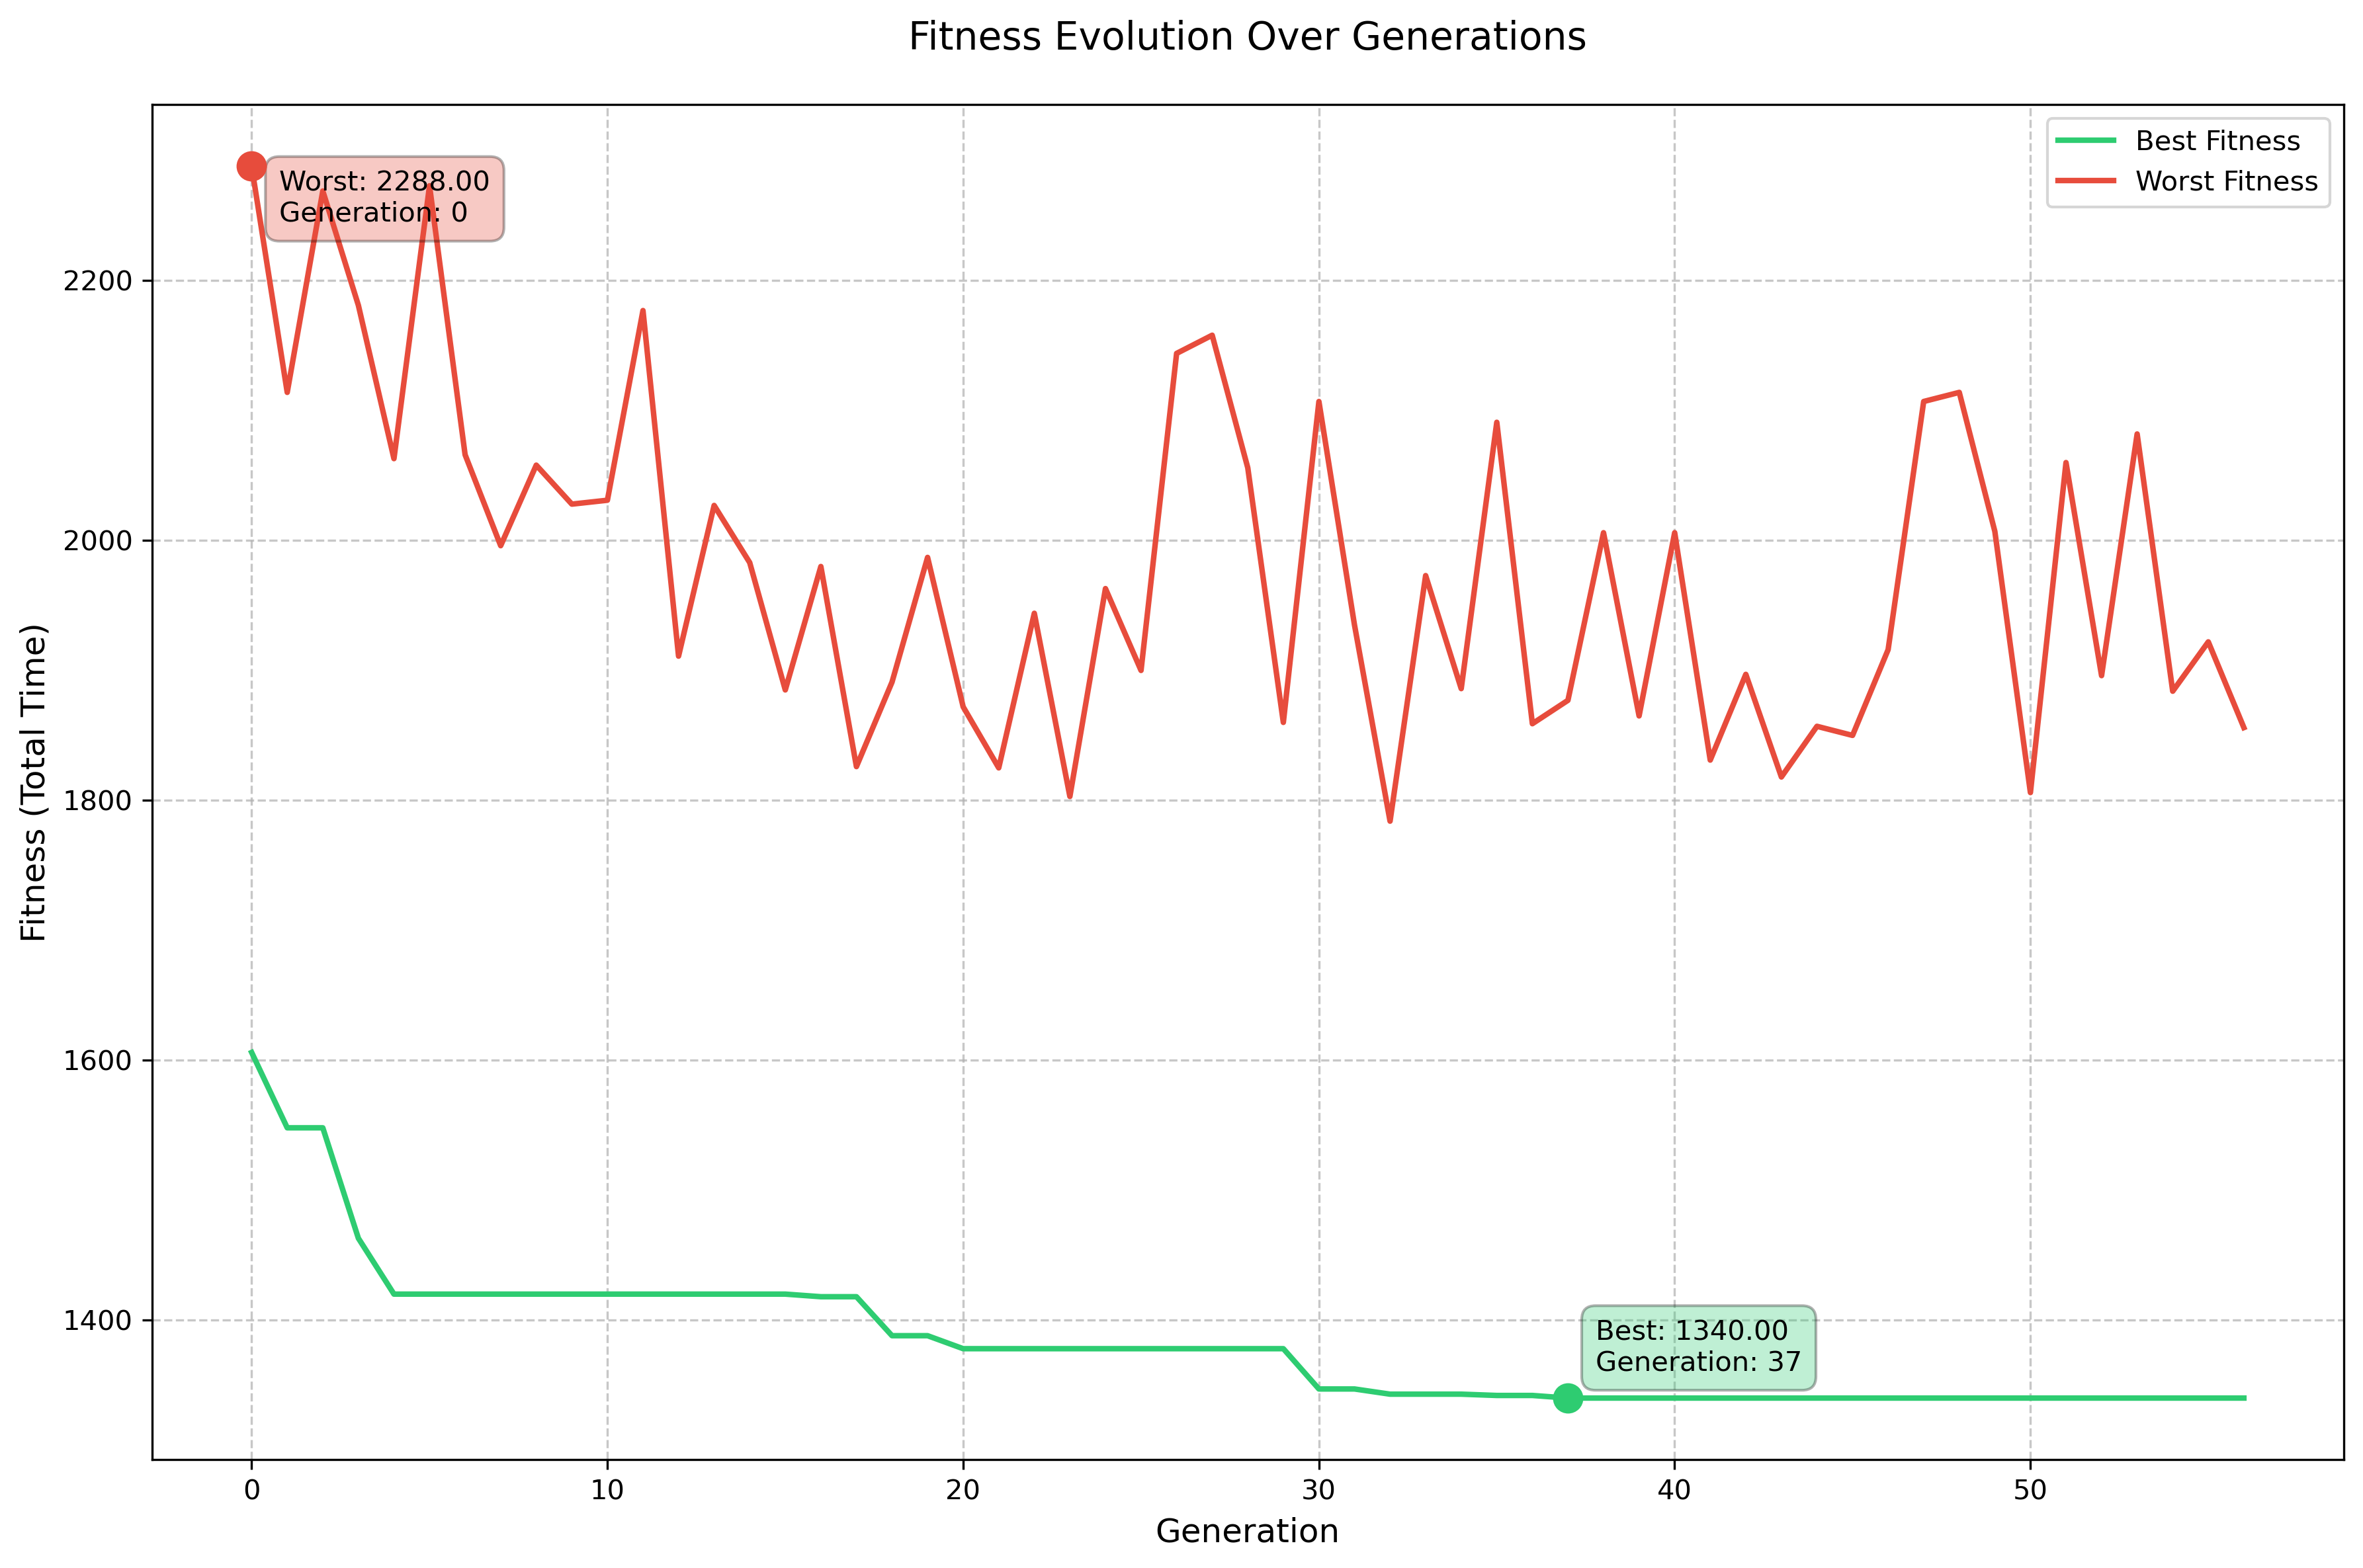 Fitness Evolution Over Generations
Best Fitness
Worst Fitness
Worst: 2288.00
Generation: 0
2200
2000
1800
1600
1400
Fitness (Total Time)
Best: 1340.00
Generation: 37
0 10 20 30 40 50
Generation